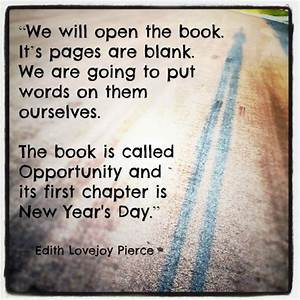 “We will open the book.
It's pages are blank.
We are going to put
words on them
ourselves.
The book is called
Opportunity and
its first chapter is
New Year's Day.”
Edith Lovejoy Pierce